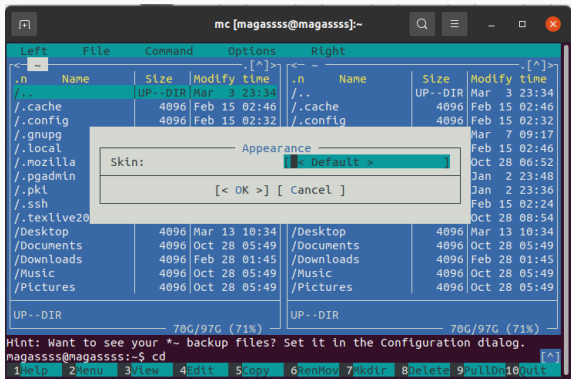 mc [magassss@magassss]:~
Left File Command Options Right
<- ~ .[^]> <- ~ .[^]>
.n Name Size Modify time .n Name Size Modify time
/.. UP--DIR Mar 3 23:34 /.. UP--DIR Mar 3 23:34
/.cache 4096 Feb 15 02:46 /.cache 4096 Feb 15 02:46
/.config 4096 Feb 15 02:32 /.config 4096 Feb 15 02:32
/.gnupg Mar 7 09:17
/.local Appearance Feb 15 02:46
/.mozilla Skin: [< Default > ] Oct 28 06:52
/.pgadmin Jan 2 23:48
/.pki [< OK >] [ Cancel ] Jan 2 23:36
/.ssh Feb 15 02:24
/.texlive20 Oct 28 08:54
/Desktop 4096 Mar 13 10:34 /Desktop 4096 Mar 13 10:34
/Documents 4096 Oct 28 05:49 /Documents 4096 Oct 28 05:49
/Downloads 4096 Feb 28 01:45 /Downloads 4096 Feb 28 01:45
/Music 4096 Oct 28 05:49 /Music 4096 Oct 28 05:49
/Pictures 4096 Oct 28 05:49 /Pictures 4096 Oct 28 05:49
UP--DIR UP--DIR
70G/97G (71%) 70G/97G (71%)
Hint: Want to see your *~ backup files? Set it in the Configuration dialog.
magassss@magassss:~$ cd [^]
1Help 2Menu 3View 4Edit 5Copy 6RenMov 7Mkdir 8Delete 9PullDn 10Quit